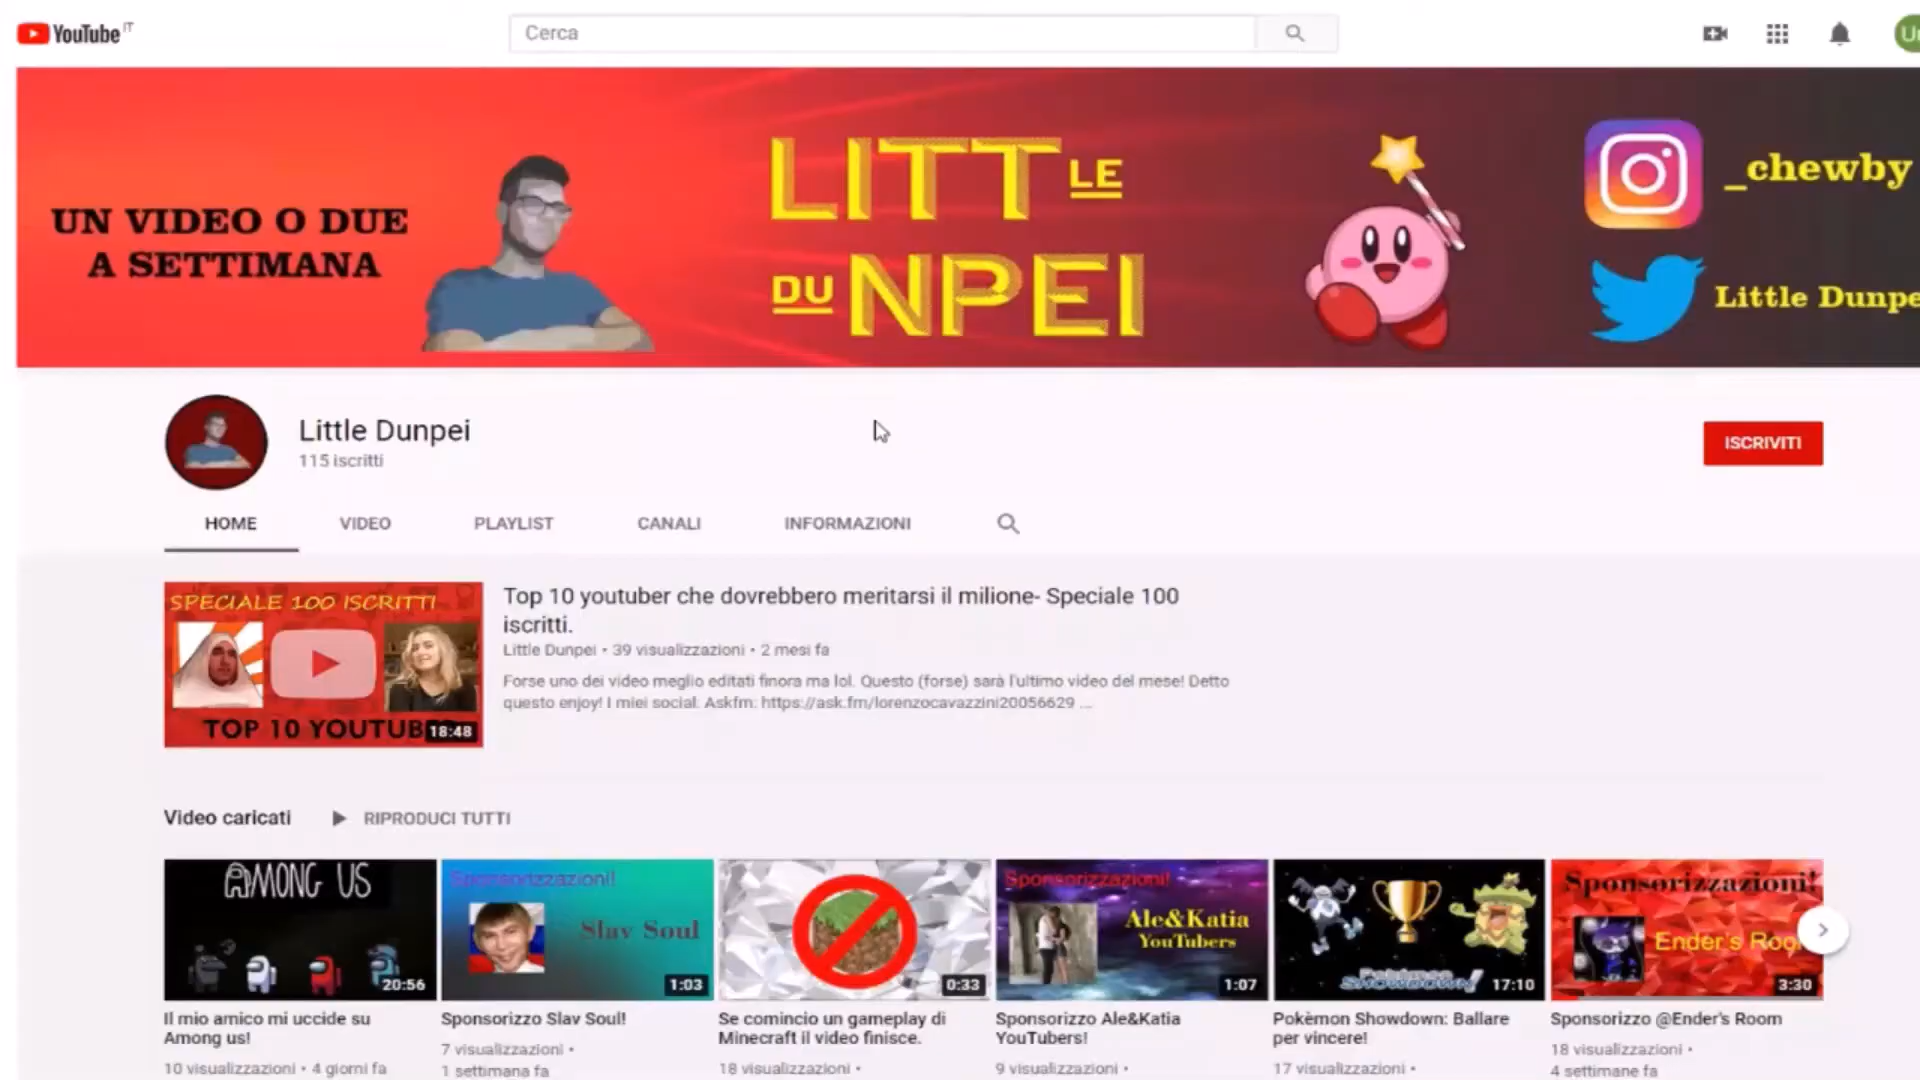 YouTube IT
Cerca
UN VIDEO O DUE
A SETTIMANA
LITTLE
DUNPEI
_chewby
Little Dunpe
Little Dunpei
115 iscritti
ISCRIVITI
HOME
VIDEO
PLAYLIST
CANALI
INFORMAZIONI
SPECIALE 100 ISCRITTI
TOP 10 YOUTUB
18:48
Top 10 youtuber che dovrebbero meritarsi il milione- Speciale 100
iscritti.
Little Dunpei • 39 visualizzazioni • 2 mesi fa
Forse uno dei video meglio editati finora ma lol. Questo (forse) sarà l'ultimo video del mese! Detto
questo enjoy! I miei social: Askfm: https://ask.fm/lorenzocavazzini20056629 ...
Video caricati
RIPRODUCI TUTTI
AMONG US
20:56
Sponsorizzazioni!
Slav Soul
1:03
0:33
Sponsorizzazioni!
Ale&Katia
YouTubers
1:07
Pokémon
SHOWDOWN!
17:10
Sponsorizzazioni!
Ender's Roo
3:30
Il mio amico mi uccide su
Among us!
10 visualizzazioni • 4 giorni fa
Sponsorizzo Slav Soul!
7 visualizzazioni •
1 settimana fa
Se comincio un gameplay di
Minecraft il video finisce.
18 visualizzazioni •
Sponsorizzo Ale&Katia
YouTubers!
9 visualizzazioni •
Pokèmon Showdown: Ballare
per vincere!
17 visualizzazioni •
Sponsorizzo @Ender's Room
18 visualizzazioni •
4 settimane fa